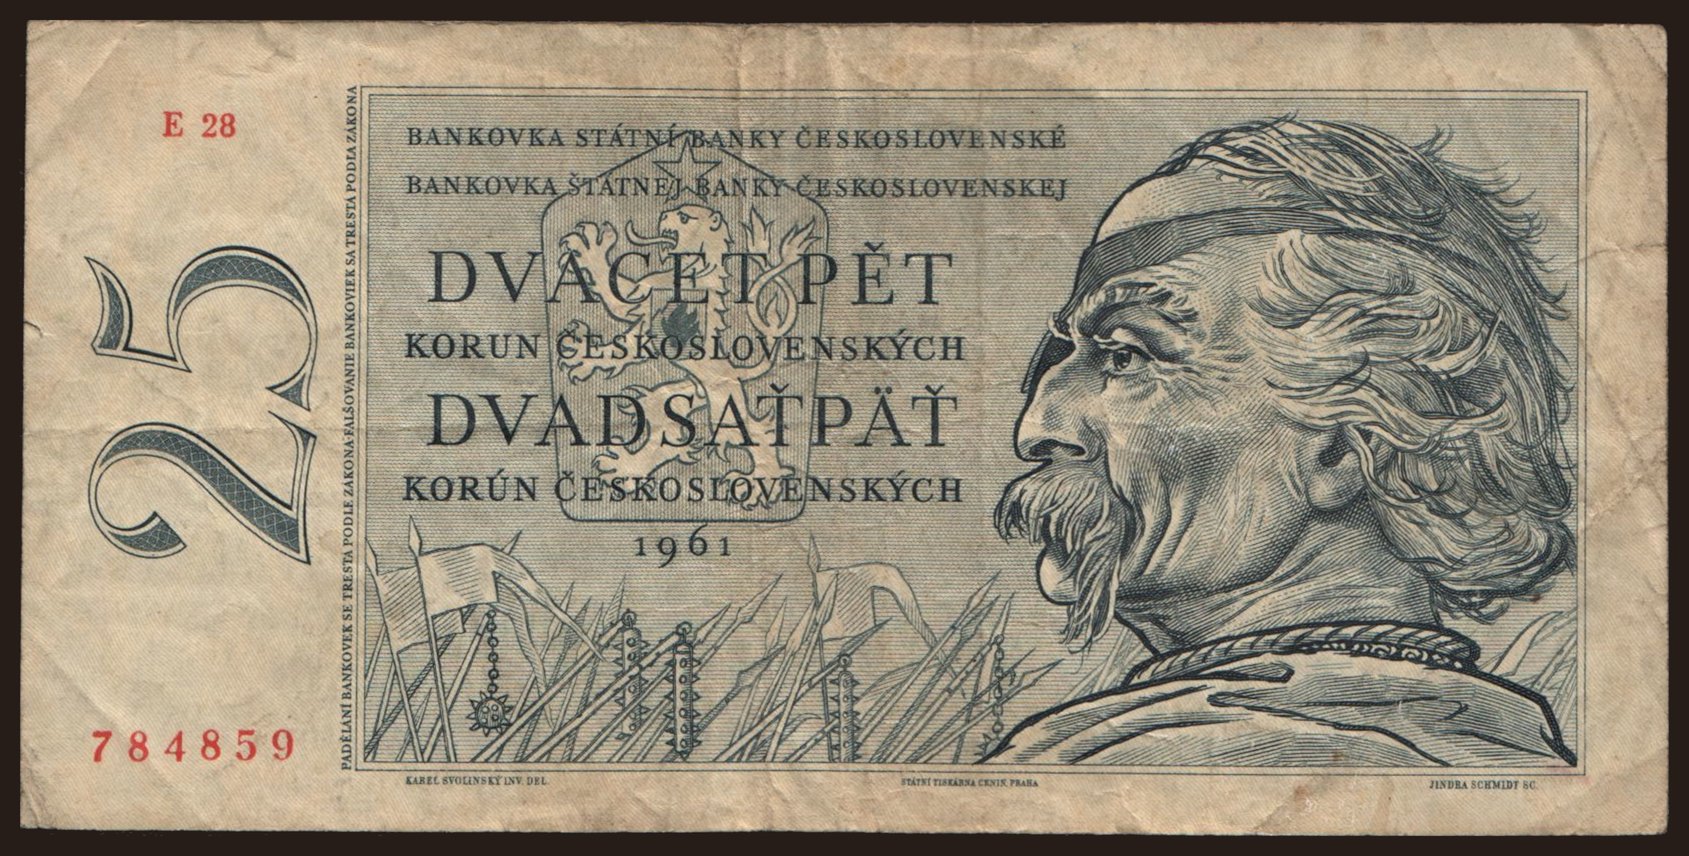 E 28
BANKOVKA STÁTNÍ BANKY ČESKOSLOVENSKÉ
BANKOVKA ŠTÁTNEJ BANKY ČESKOSLOVENSKEJ
DVACET PĚT
KORUN ČESKOSLOVENSKÝCH
DVADSAŤPÄŤ
KORÚN ČESKOSLOVENSKÝCH
1961
25
PADĚLÁNÍ BANKOVEK SE TRESTÁ PODLE ZÁKONA FALŠOVANIE BANKOVIEK SA TRESTÁ PODĽA ZÁKONA
784859
KAREL SVOLINSKÝ INV. DEL.
STÁTNÍ TISKÁRNA CENIN, PRAHA
JINDRA SCHMIDT SC.